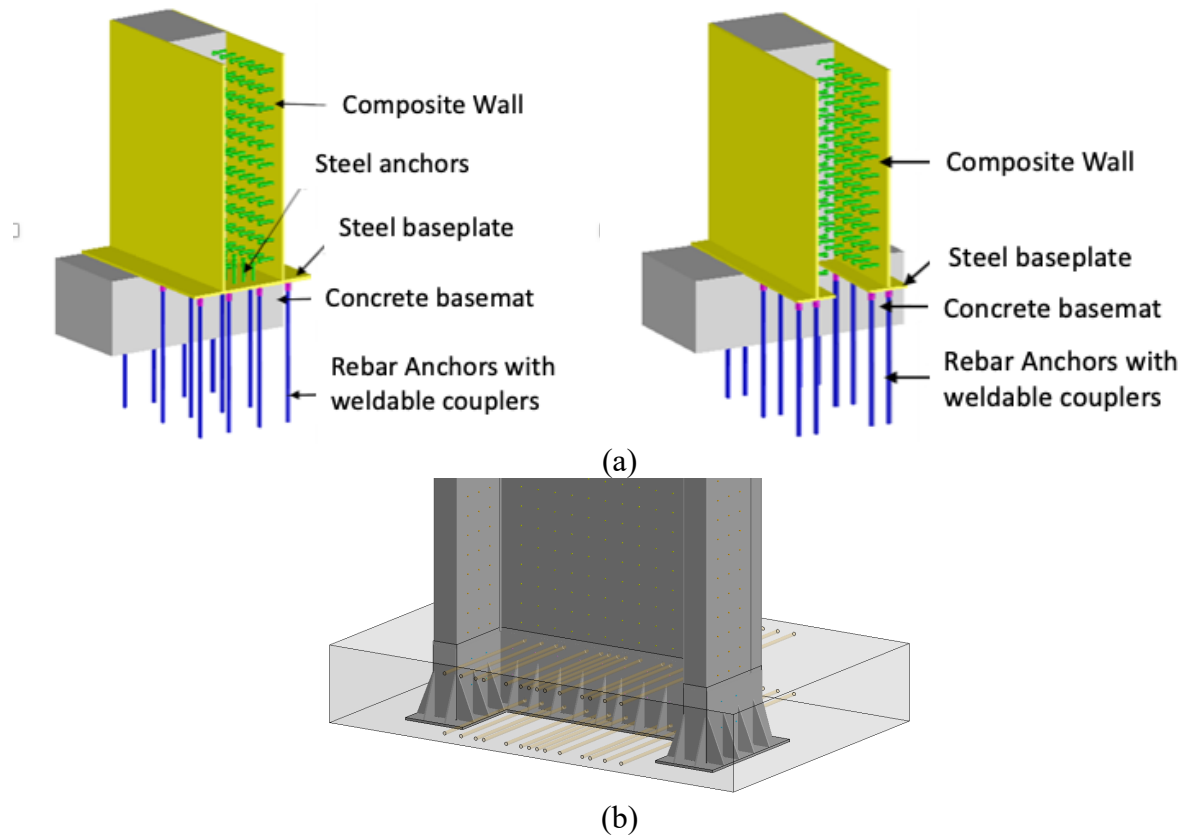 Composite Wall
Steel anchors
Steel baseplate
Concrete basemat
Rebar Anchors with
weldable couplers
Composite Wall
Steel baseplate
Concrete basemat
Rebar Anchors with
weldable couplers
(a)
(b)